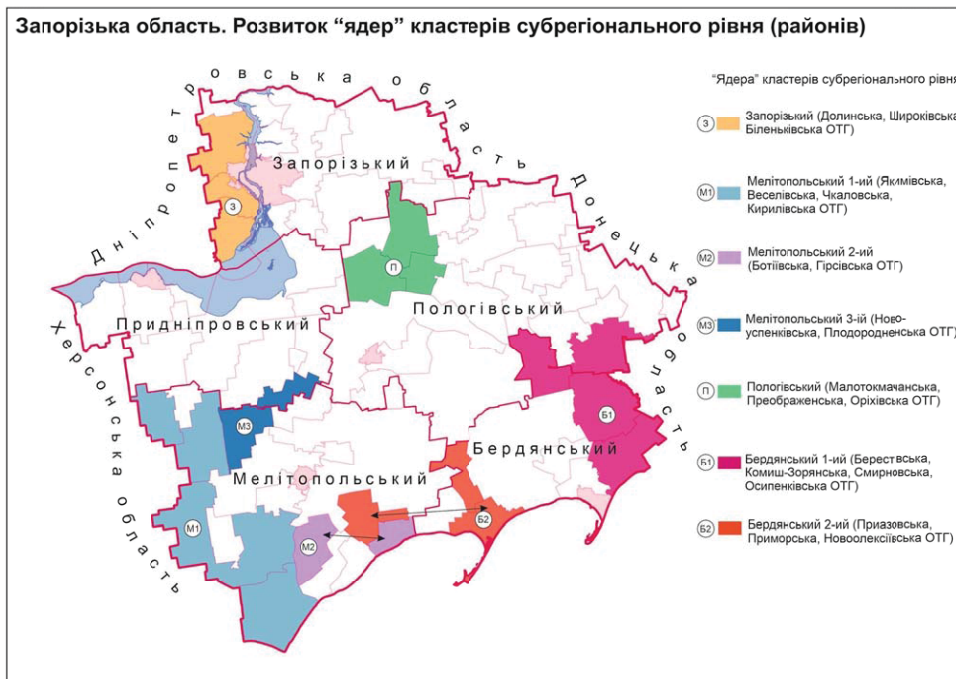 Запорізька область. Розвиток “ядер” кластерів субрегіонального рівня (районів)
Дніпропетровська область
Донецька область
Херсонська область
Запорізький
З
П
Пологівський
Придніпровський
М3
Б1
Бердянський
Мелітопольський
М1
М2
Б2
“Ядера” кластерів субрегіонального рівня
З
Запорізький (Долинська, Широківська
Біленьківська ОТГ)
М1
Мелітопольський 1-ий (Якимівська,
Веселівська, Чкаловська,
Кирилівська ОТГ)
М2
Мелітопольський 2-ий
(Ботіївська, Гірсівська ОТГ)
М3
Мелітопольський 3-ій (Ново-
успенківська, Плодородненська ОТГ)
П
Пологівський (Малотокмачанська,
Преображенська, Оріхівська ОТГ)
Б1
Бердянський 1-ий (Берествська,
Комиш-Зорянська, Смирновська,
Осипенківська ОТГ)
Б2
Бердянський 2-ий (Приазовська,
Приморська, Новоолексіївська ОТГ)